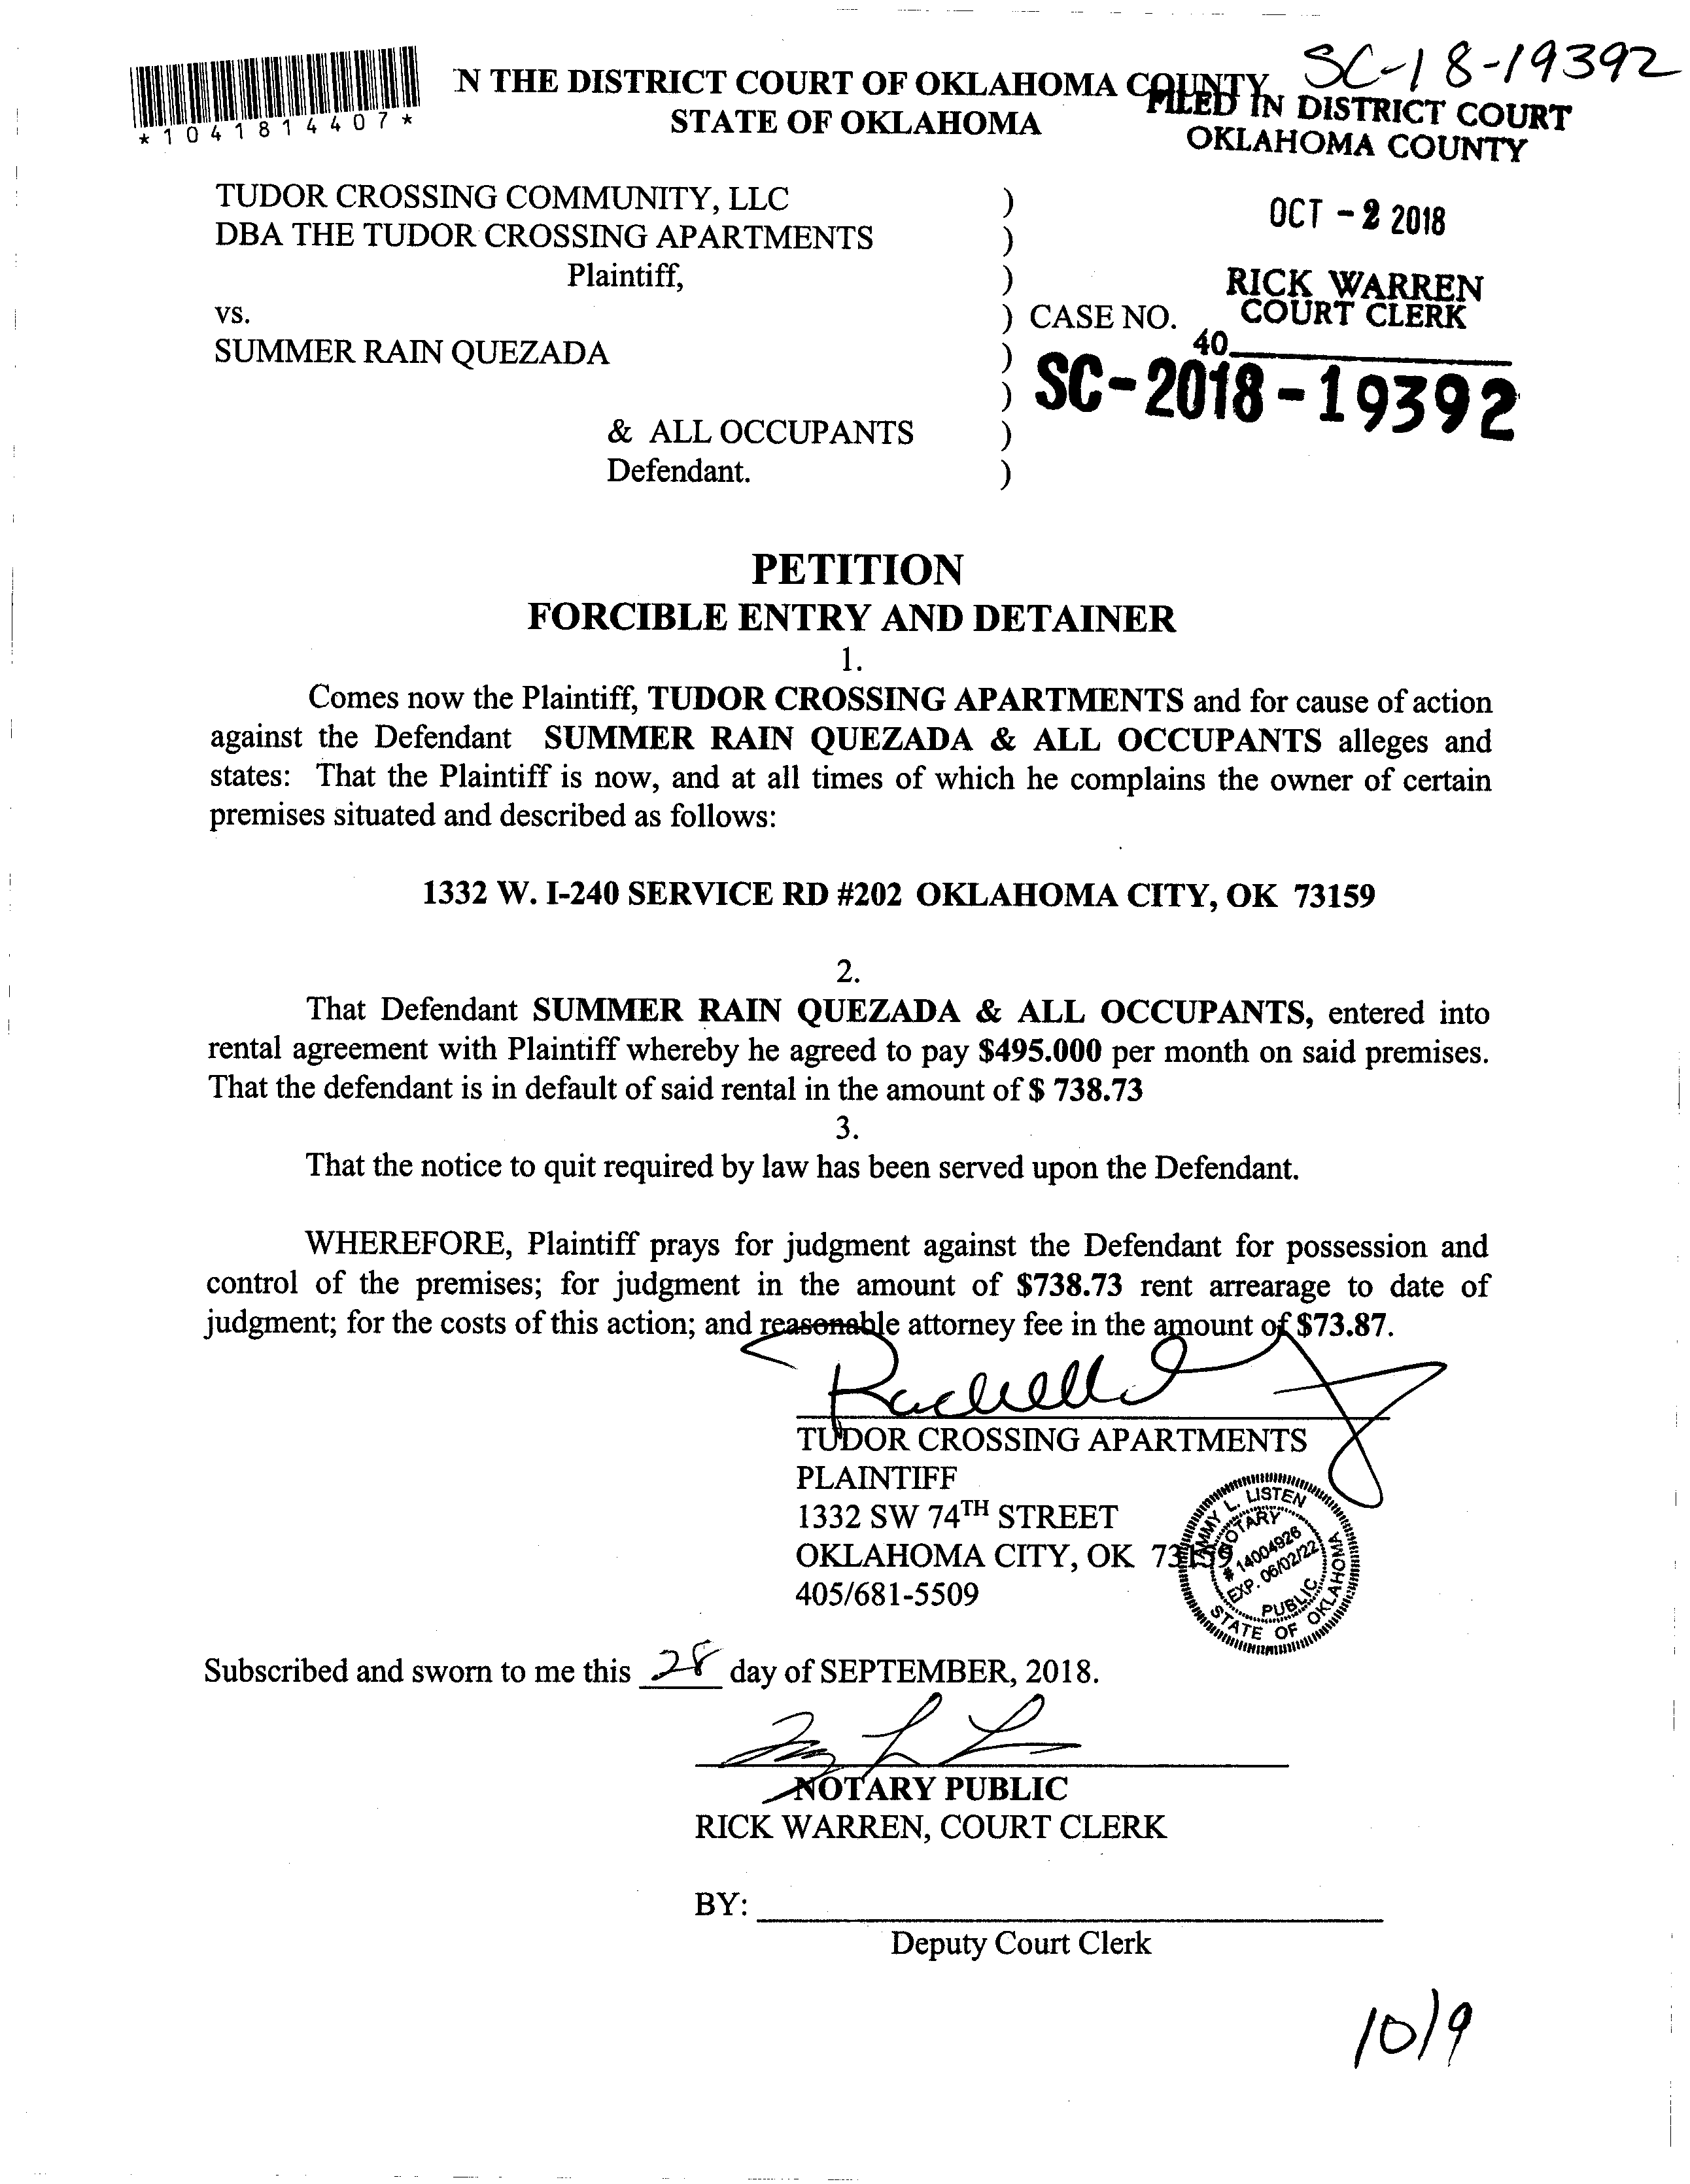 SC-18-19392
'N THE DISTRICT COURT OF OKLAHOMA COUNTY
STATE OF OKLAHOMA
*1041814407*
FILED IN DISTRICT COURT
OKLAHOMA COUNTY
OCT - 2 2018
RICK WARREN
COURT CLERK
40
TUDOR CROSSING COMMUNITY, LLC )
DBA THE TUDOR CROSSING APARTMENTS )
Plaintiff, )
vs. ) CASE NO.
SUMMER RAIN QUEZADA )
) SC-2018-19392
& ALL OCCUPANTS )
Defendant. )
PETITION
FORCIBLE ENTRY AND DETAINER
1.
Comes now the Plaintiff, TUDOR CROSSING APARTMENTS and for cause of action
against the Defendant SUMMER RAIN QUEZADA & ALL OCCUPANTS alleges and
states: That the Plaintiff is now, and at all times of which he complains the owner of certain
premises situated and described as follows:
1332 W. I-240 SERVICE RD #202 OKLAHOMA CITY, OK 73159
2.
That Defendant SUMMER RAIN QUEZADA & ALL OCCUPANTS, entered into
rental agreement with Plaintiff whereby he agreed to pay $495.000 per month on said premises.
That the defendant is in default of said rental in the amount of $ 738.73
3.
That the notice to quit required by law has been served upon the Defendant.
WHEREFORE, Plaintiff prays for judgment against the Defendant for possession and
control of the premises; for judgment in the amount of $738.73 rent arrearage to date of
judgment; for the costs of this action; and reasonable attorney fee in the amount of $73.87.
TUDOR CROSSING APARTMENTS
PLAINTIFF
1332 SW 74TH STREET
OKLAHOMA CITY, OK 73159
405/681-5509
TAMMY L. LISTEN
NOTARY
# 14004926
EXP. 06/02/22
PUBLIC
STATE OF OKLAHOMA
Subscribed and sworn to me this 28 day of SEPTEMBER, 2018.
NOTARY PUBLIC
RICK WARREN, COURT CLERK
BY:
Deputy Court Clerk
10/9